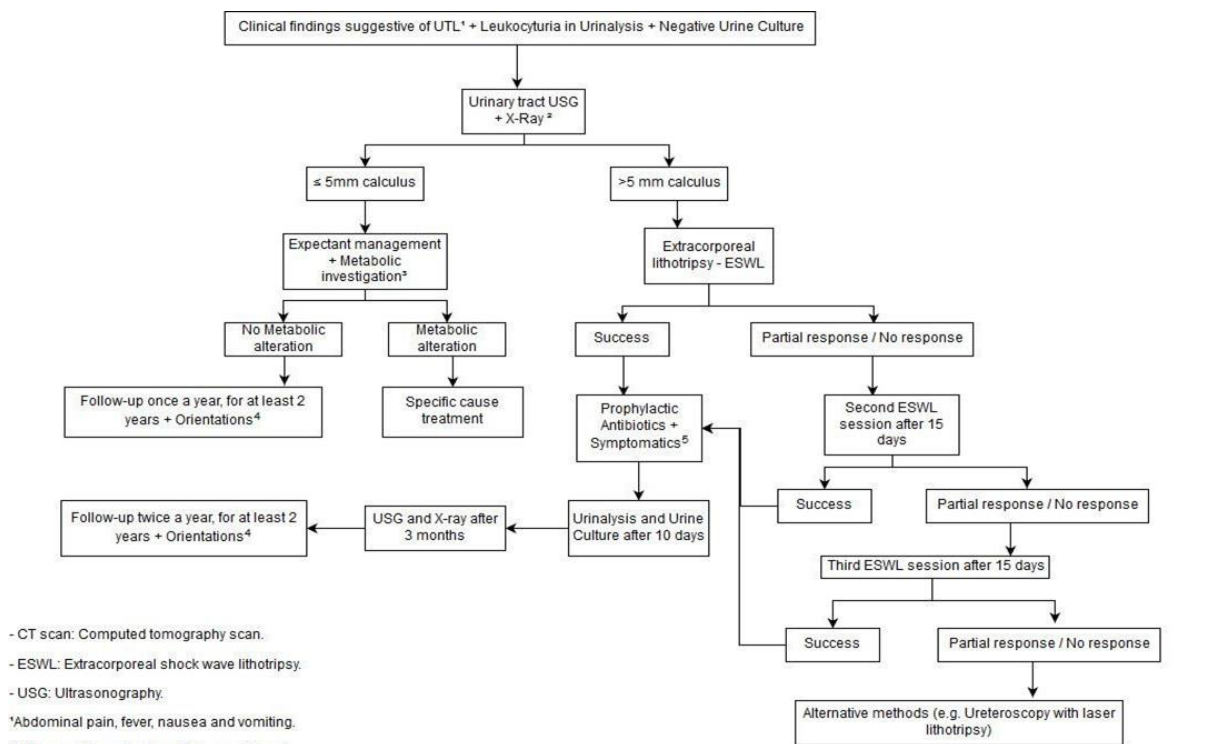 Clinical findings suggestive of UTL¹ + Leukocyturia in Urinalysis + Negative Urine Culture
Urinary tract USG
+ X-Ray ²
≤ 5mm calculus
>5 mm calculus
Expectant management
+ Metabolic
investigation³
Extracorporeal
lithotripsy - ESWL
No Metabolic
alteration
Metabolic
alteration
Success
Partial response / No response
Follow-up once a year, for at least 2
years + Orientations⁴
Specific cause
treatment
Prophylactic
Antibiotics +
Symptomatics⁵
Second ESWL
session after 15
days
Success
Partial response / No response
Follow-up twice a year, for at least 2
years + Orientations⁴
USG and X-ray after
3 months
Urinalysis and Urine
Culture after 10 days
Third ESWL session after 15 days
Success
Partial response / No response
Alternative methods (e.g. Ureteroscopy with laser
lithotripsy)
- CT scan: Computed tomography scan.
- ESWL: Extracorporeal shock wave lithotripsy.
- USG: Ultrasonography.
¹Abdominal pain, fever, nausea and vomiting.